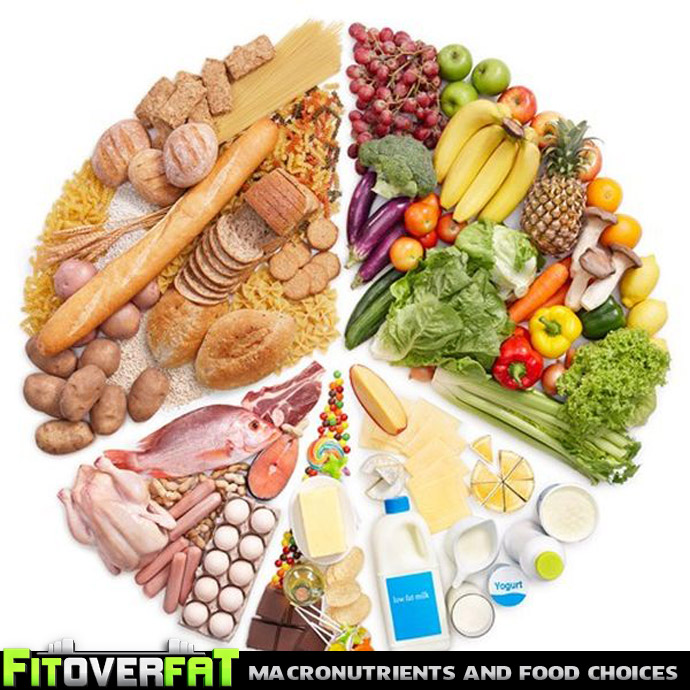 Yogurt
low fat milk
FITOVERFAT MACRONUTRIENTS AND FOOD CHOICES